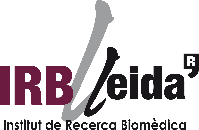 IRBLleida R
Institut de Recerca Biomèdica